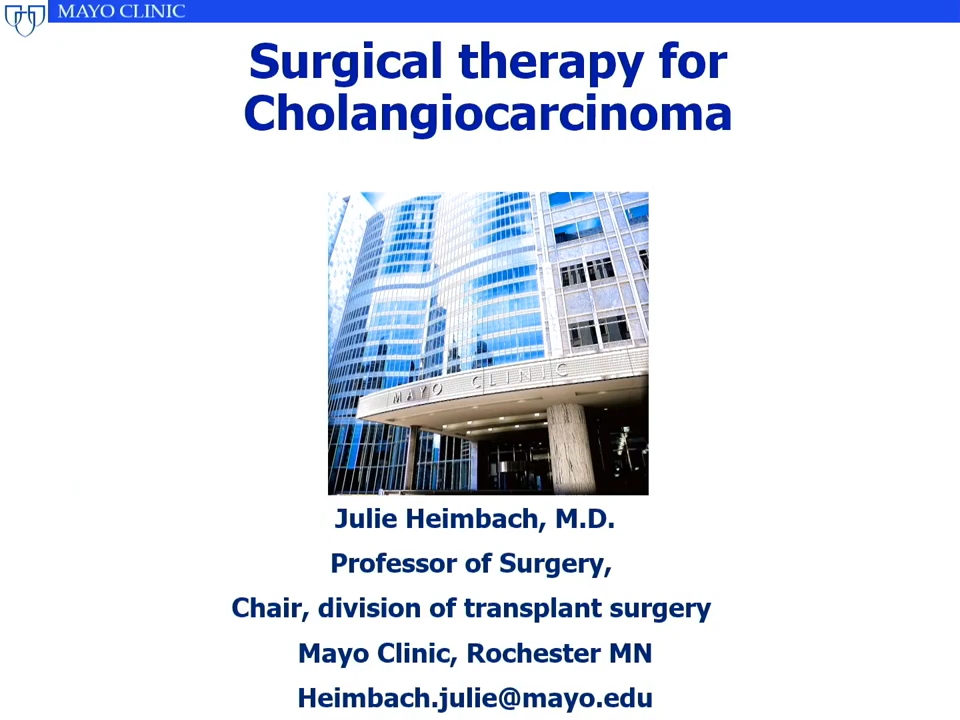 MAYO CLINIC
Surgical therapy for
Cholangiocarcinoma
MAYO CLINIC
Julie Heimbach, M.D.
Professor of Surgery,
Chair, division of transplant surgery
Mayo Clinic, Rochester MN
Heimbach.julie@mayo.edu